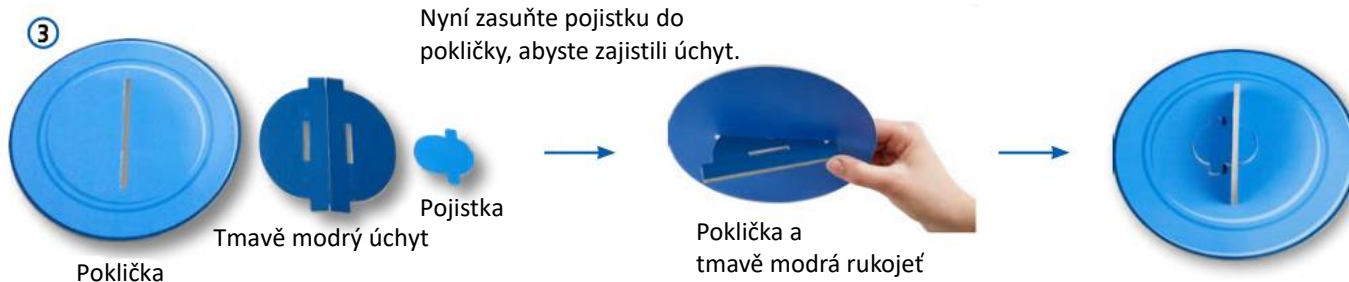 3
Nyní zasuňte pojistku do
pokličky, abyste zajistili úchyt.
Pojistka
Tmavě modrý úchyt
Poklička
Poklička a
tmavě modrá rukojeť